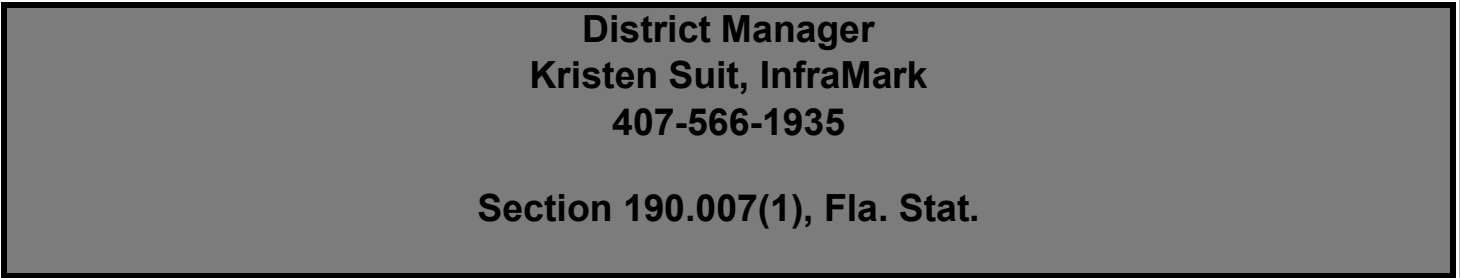 District Manager
Kristen Suit, InfraMark
407-566-1935
Section 190.007(1), Fla. Stat.